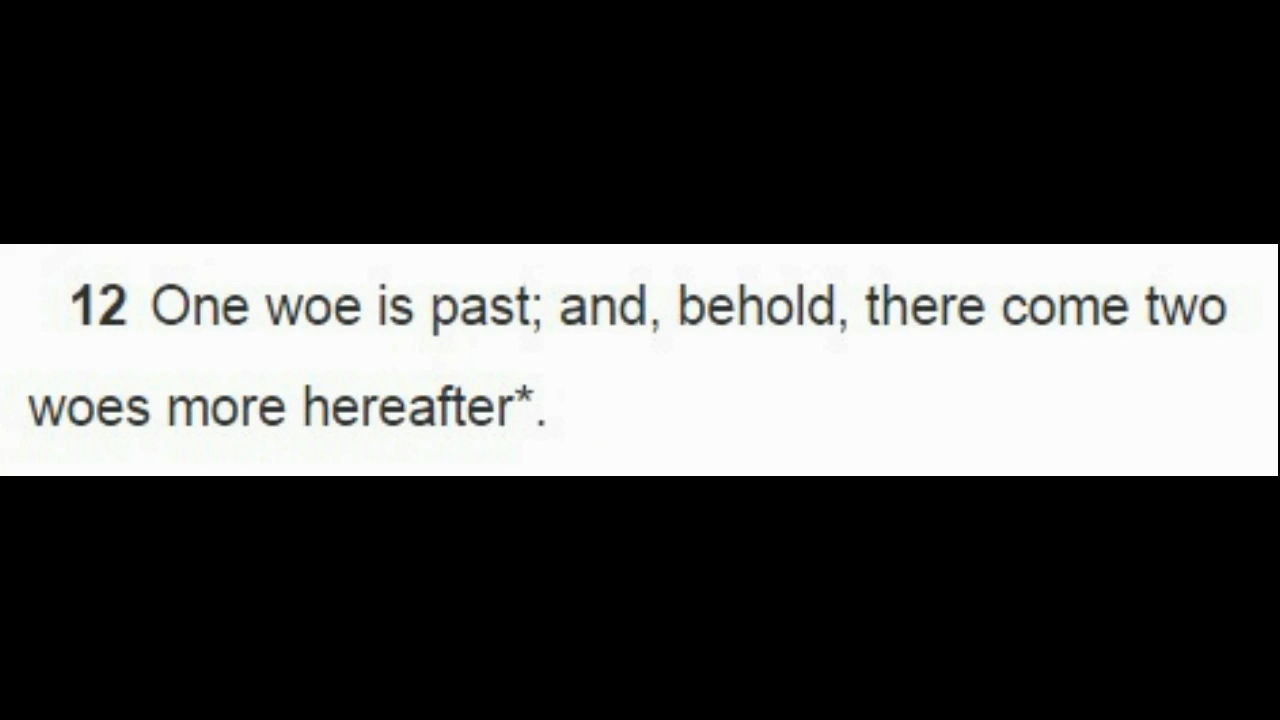 12 One woe is past; and, behold, there come two
woes more hereafter*.